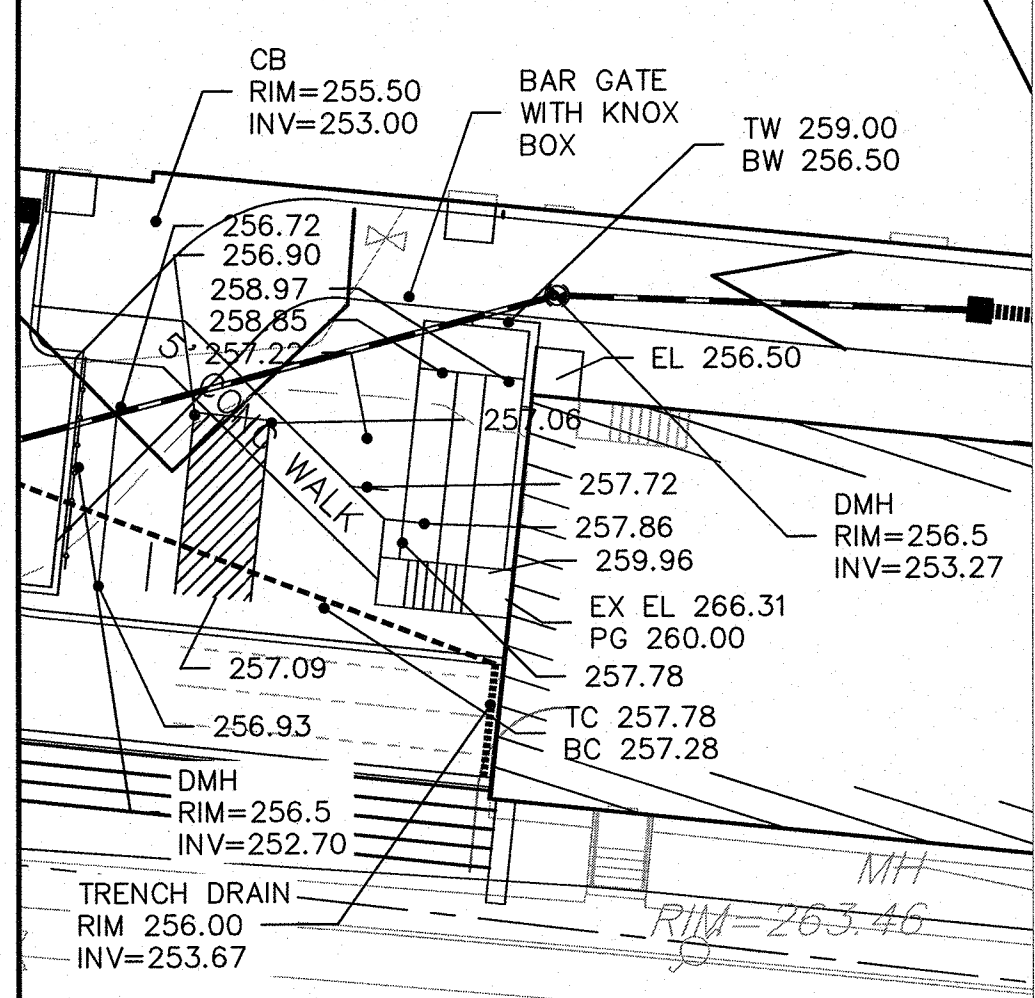 CB
RIM=255.50
INV=253.00
BAR GATE
WITH KNOX
BOX
TW 259.00
BW 256.50
256.72
256.90
258.97
258.85
257.22
5' CONC WALK
EL 256.50
257.06
257.72
257.86
259.96
DMH
RIM=256.5
INV=253.27
EX EL 266.31
PG 260.00
257.78
257.09
256.93
TC 257.78
BC 257.28
DMH
RIM=256.5
INV=252.70
TRENCH DRAIN
RIM 256.00
INV=253.67
MH
RIM=263.46